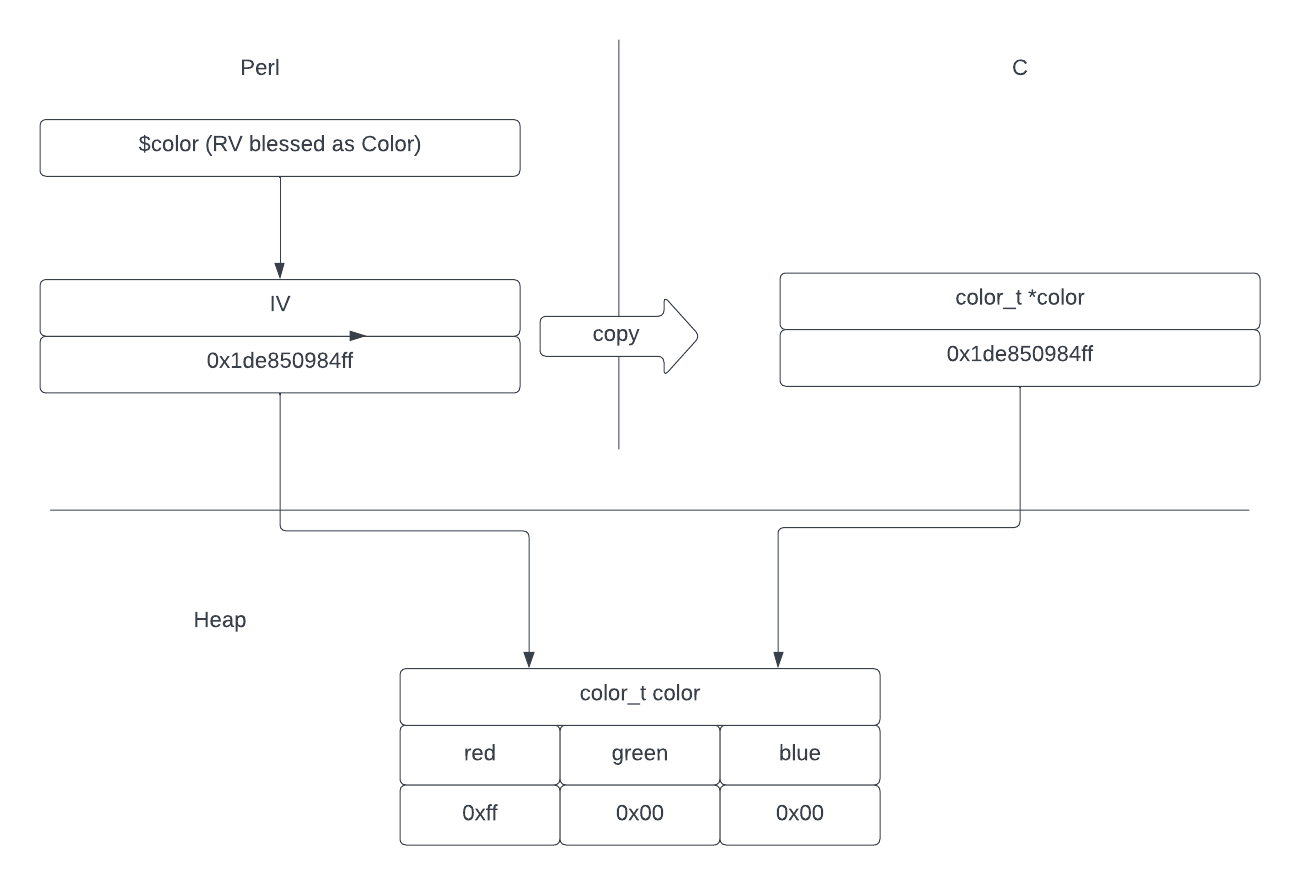 Perl
C
$color (RV blessed as Color)
IV
0x1de850984ff
copy
color_t *color
0x1de850984ff
Heap
color_t color
red
green
blue
0xff
0x00
0x00